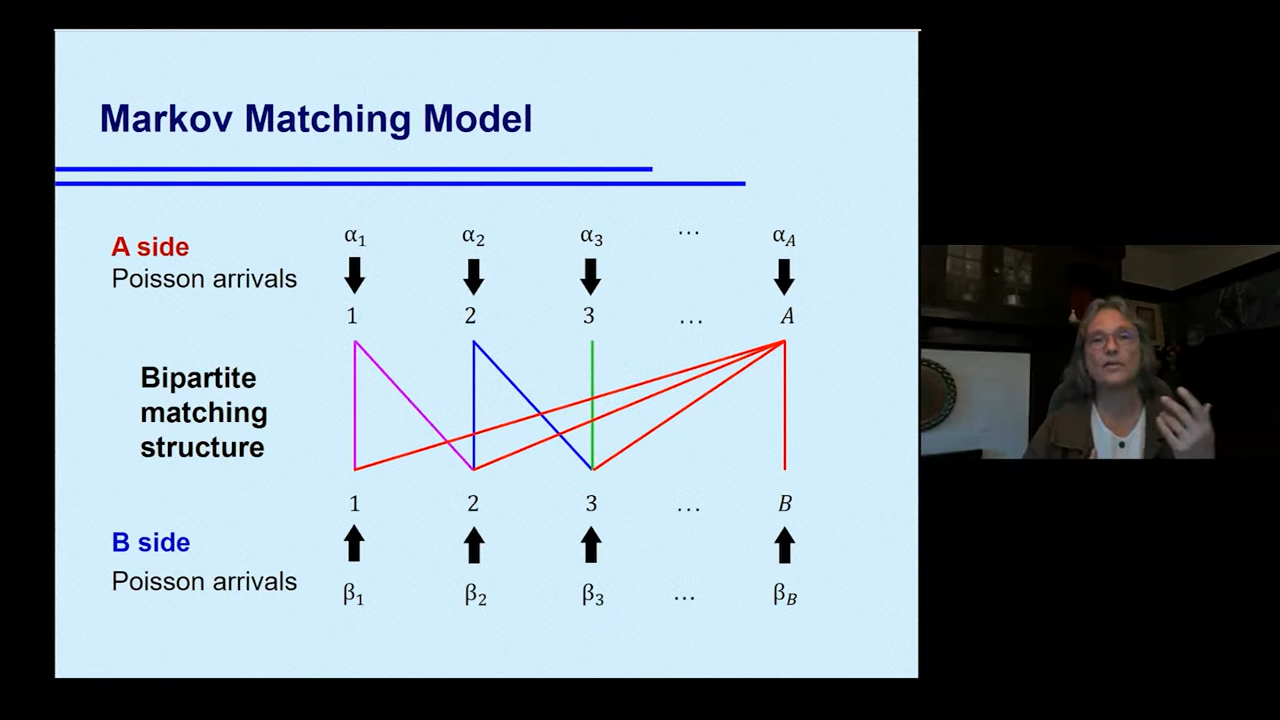 Markov Matching Model
A side
Poisson arrivals
α₁ α₂ α₃ ... α_A
1 2 3 ... A
Bipartite
matching
structure
1 2 3 ... B
B side
Poisson arrivals
β₁ β₂ β₃ ... β_B